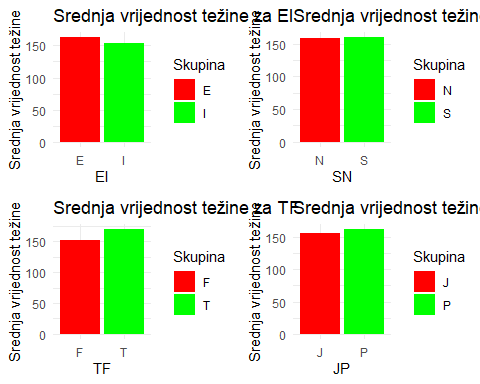 Srednja vrijednost težine za EI
Srednja vrijednost težine
150
100
50
0
E
I
EI
Skupina
E
I
Srednja vrijednost težin
Srednja vrijednost težine
150
100
50
0
N
S
SN
Skupina
N
S
Srednja vrijednost težine za TF
Srednja vrijednost težine
150
100
50
0
F
T
TF
Skupina
F
T
Srednja vrijednost težin
Srednja vrijednost težine
150
100
50
0
J
P
JP
Skupina
J
P